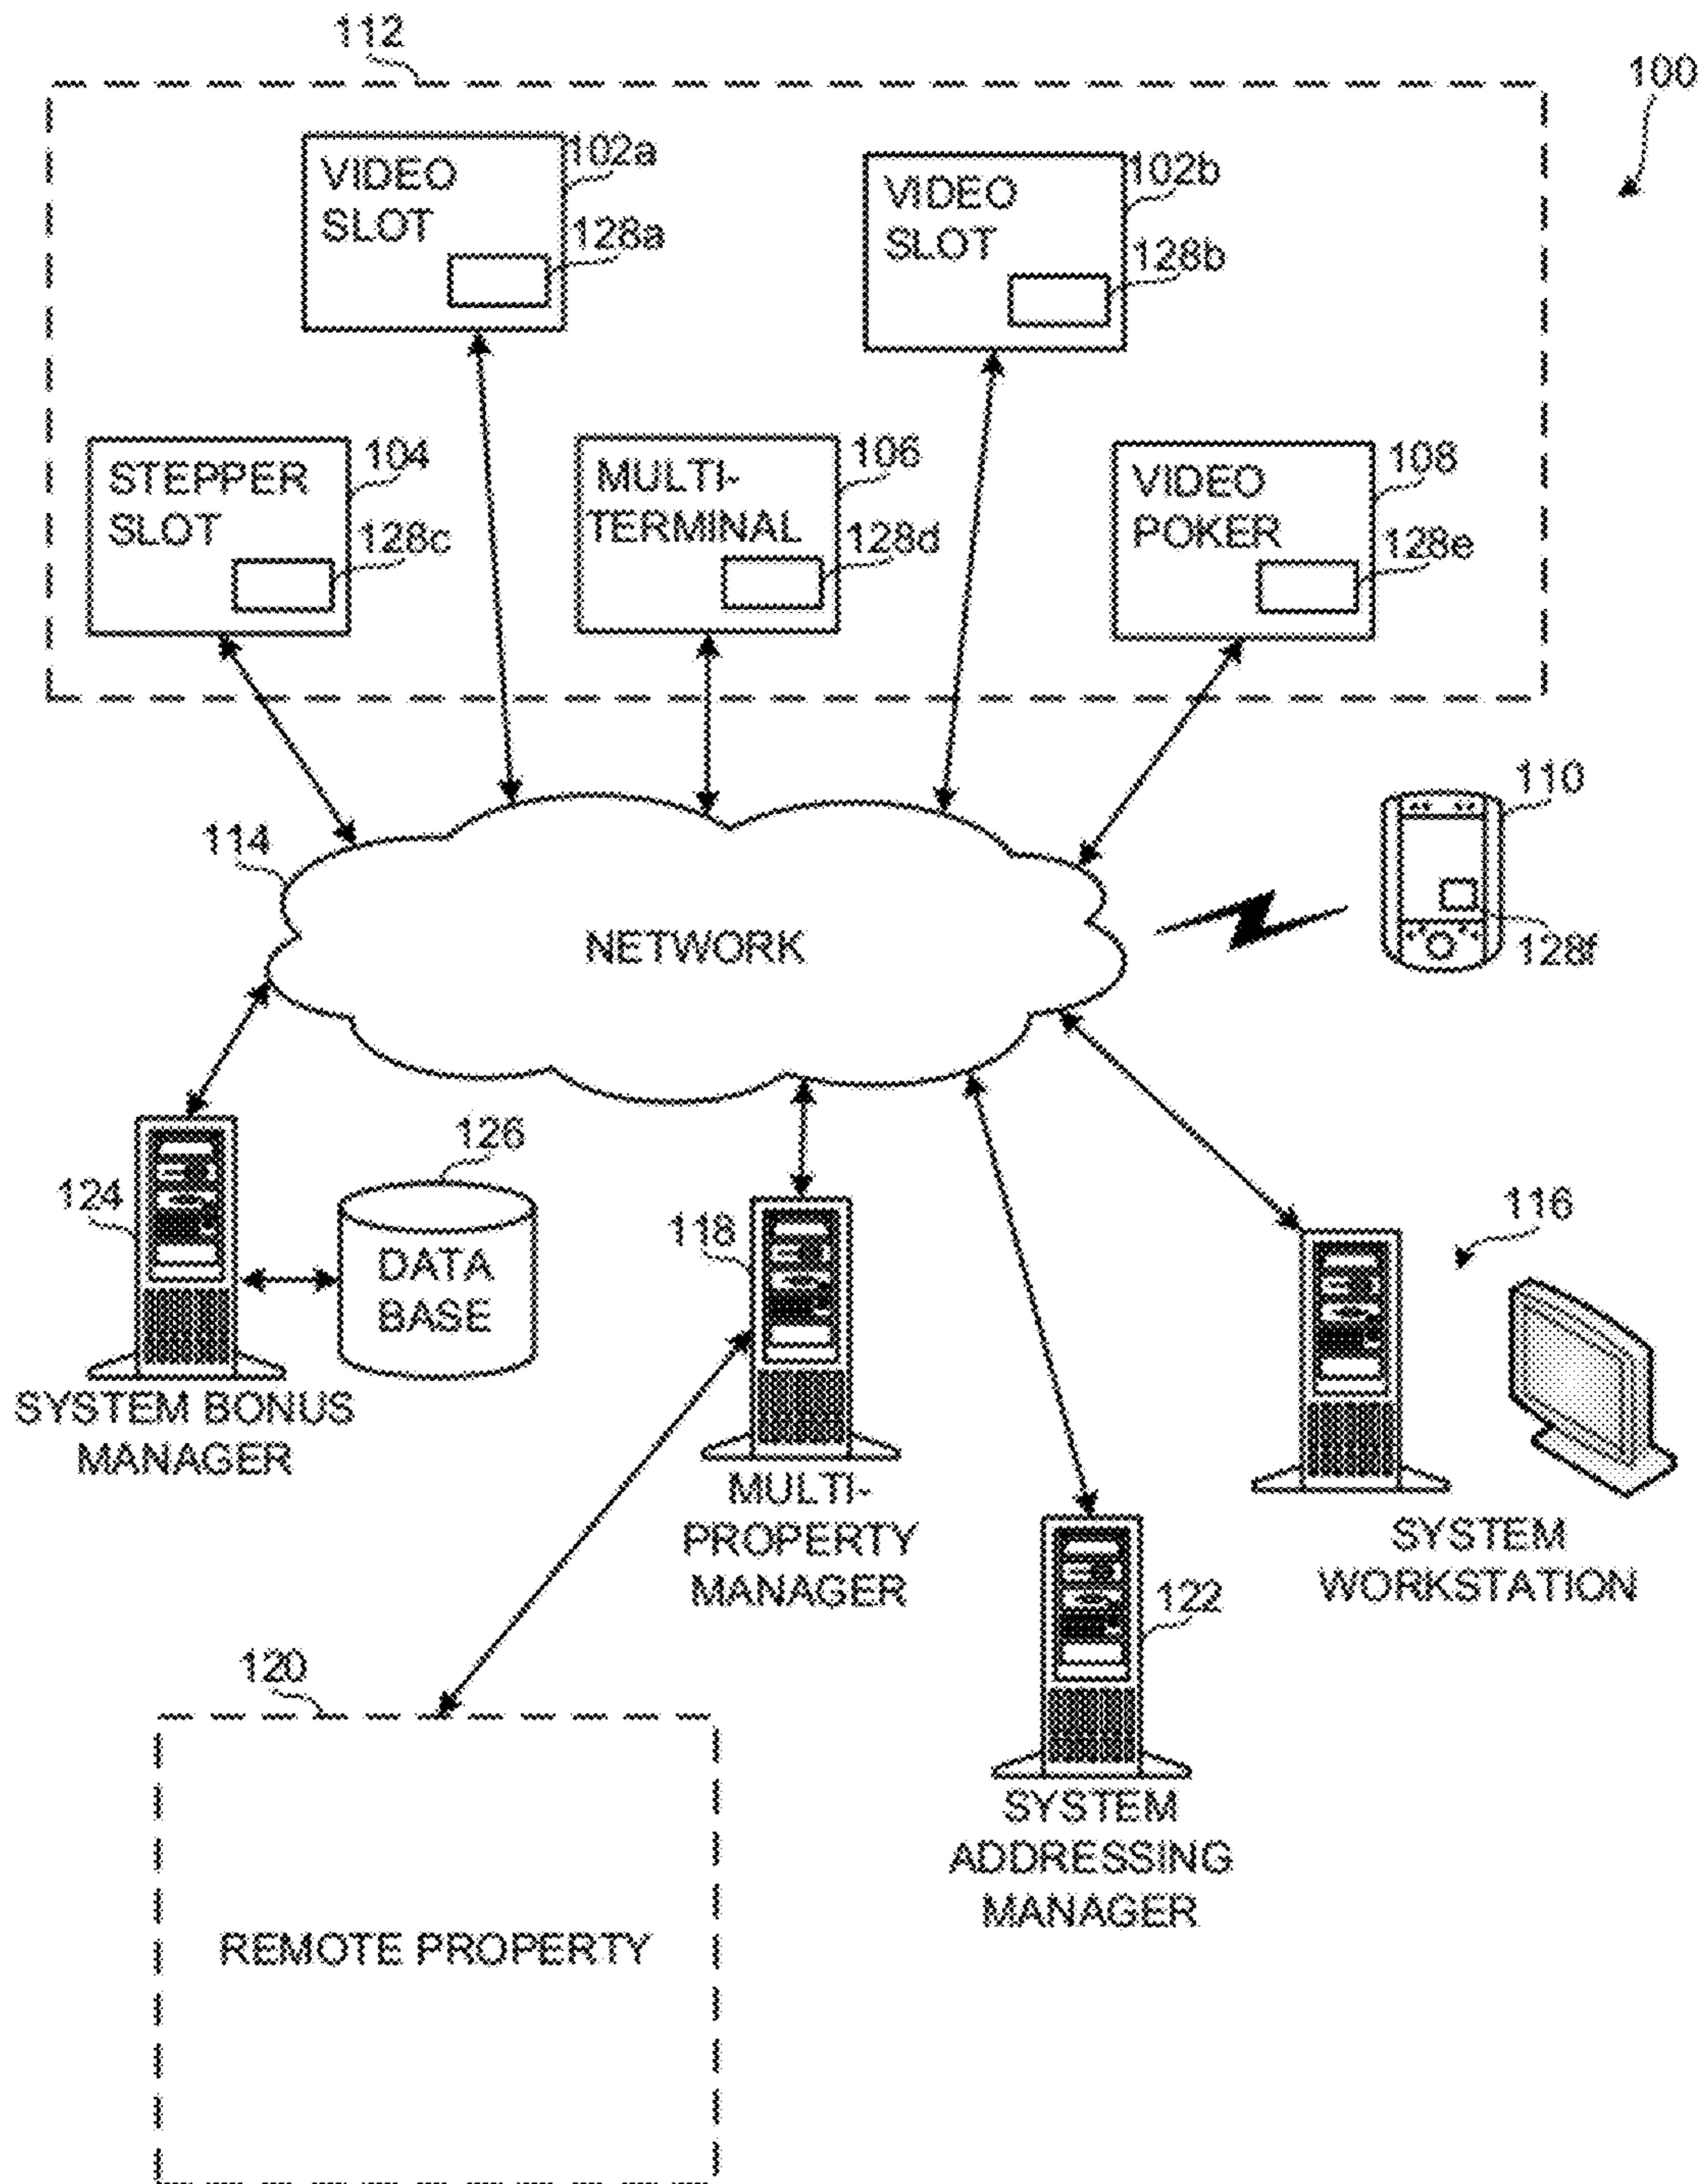 112
100
VIDEO
SLOT
102a
128a
VIDEO
SLOT
102b
128b
STEPPER
SLOT
104
128c
MULTI-
TERMINAL
106
128d
VIDEO
POKER
108
128e
110
128f
114
NETWORK
124
SYSTEM BONUS
MANAGER
126
DATA
BASE
118
MULTI-
PROPERTY
MANAGER
116
SYSTEM
WORKSTATION
122
SYSTEM
ADDRESSING
MANAGER
120
REMOTE PROPERTY